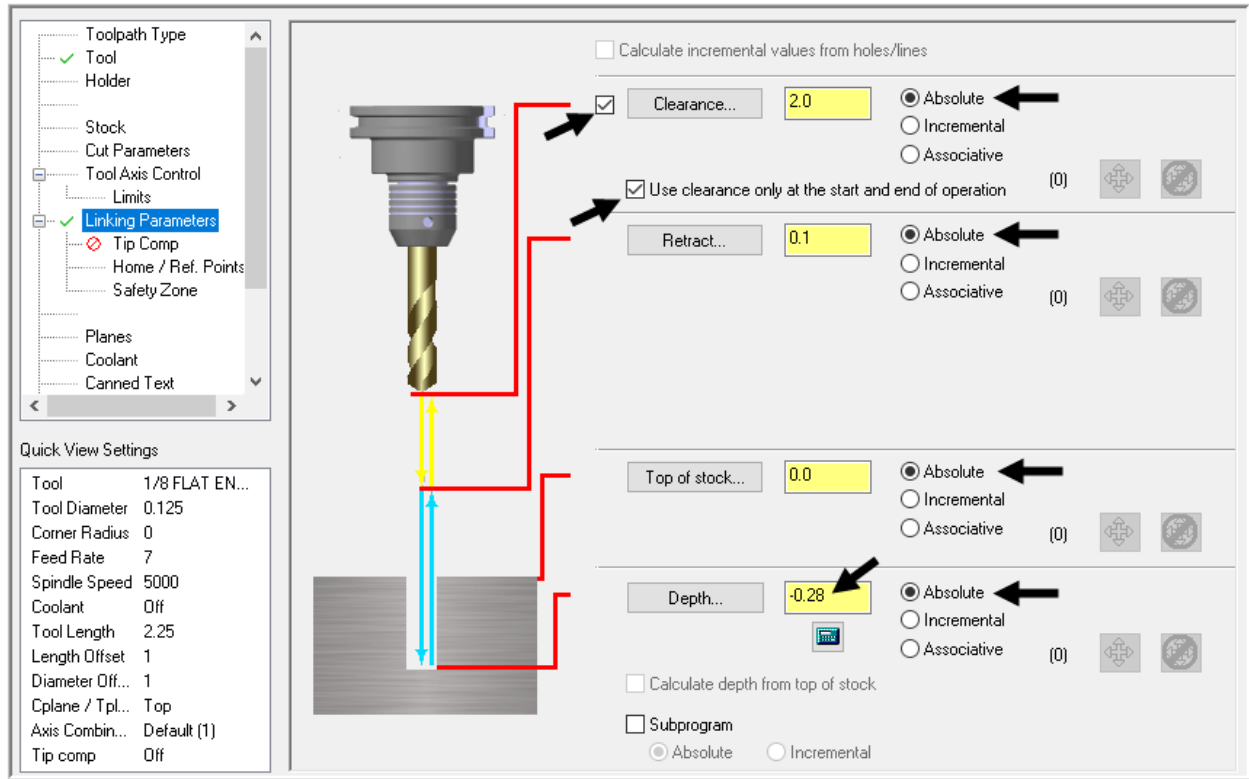 Toolpath Type
Tool
Holder
Stock
Cut Parameters
Tool Axis Control
Limits
Linking Parameters
Tip Comp
Home / Ref. Points
Safety Zone
Planes
Coolant
Canned Text
Quick View Settings
Tool 1/8 FLAT EN...
Tool Diameter 0.125
Corner Radius 0
Feed Rate 7
Spindle Speed 5000
Coolant Off
Tool Length 2.25
Length Offset 1
Diameter Off... 1
Cplane / Tpl... Top
Axis Combin... Default (1)
Tip comp Off
Calculate incremental values from holes/lines
Clearance... 2.0 Absolute
Incremental
Associative
(0)
Use clearance only at the start and end of operation
Retract... 0.1 Absolute
Incremental
Associative (0)
Top of stock... 0.0 Absolute
Incremental
Associative (0)
Depth... -0.28 Absolute
Incremental
Associative (0)
Calculate depth from top of stock
Subprogram
Absolute Incremental